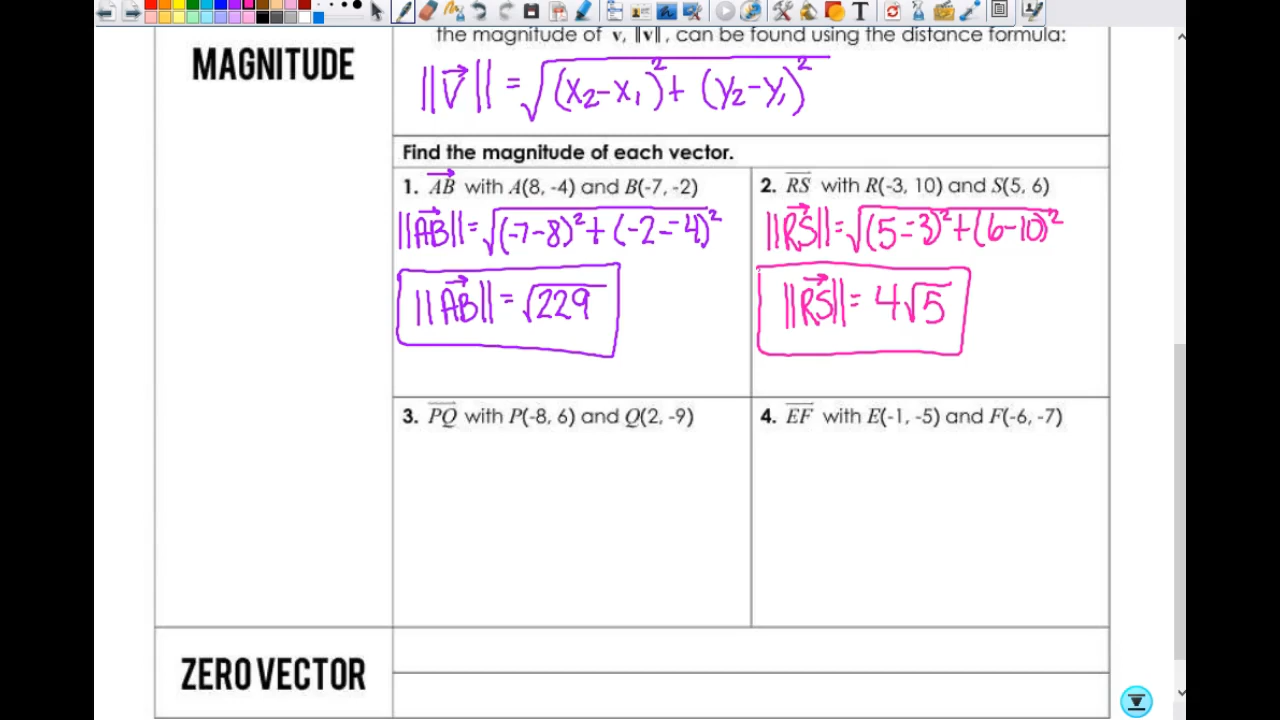 the magnitude of v, ‖v‖, can be found using the distance formula:
MAGNITUDE
||V|| = √(x₂-x₁)² + (y₂-y₁)²
Find the magnitude of each vector.
1. AB with A(8, -4) and B(-7, -2)
||AB|| = √(-7-8)² + (-2--4)²
||AB|| = √229
2. RS with R(-3, 10) and S(5, 6)
||RS|| = √(5--3)² + (6-10)²
||RS|| = 4√5
3. PQ with P(-8, 6) and Q(2, -9)
4. EF with E(-1, -5) and F(-6, -7)
ZERO VECTOR